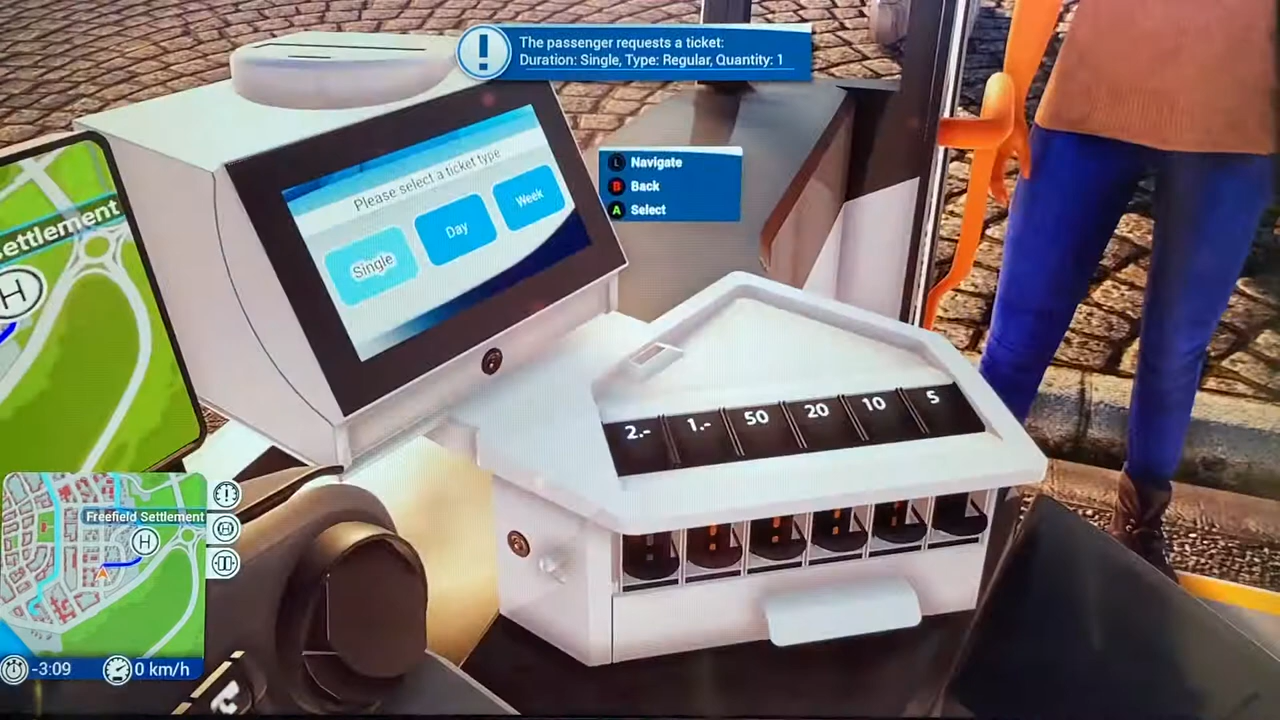 The passenger requests a ticket:
Duration: Single, Type: Regular, Quantity: 1
L Navigate
B Back
A Select
Please select a ticket type
Single
Day
Week
ettlement
H
2.- 1.- 50 20 10 5
Freefield Settlement
H
-3:09
0 km/h